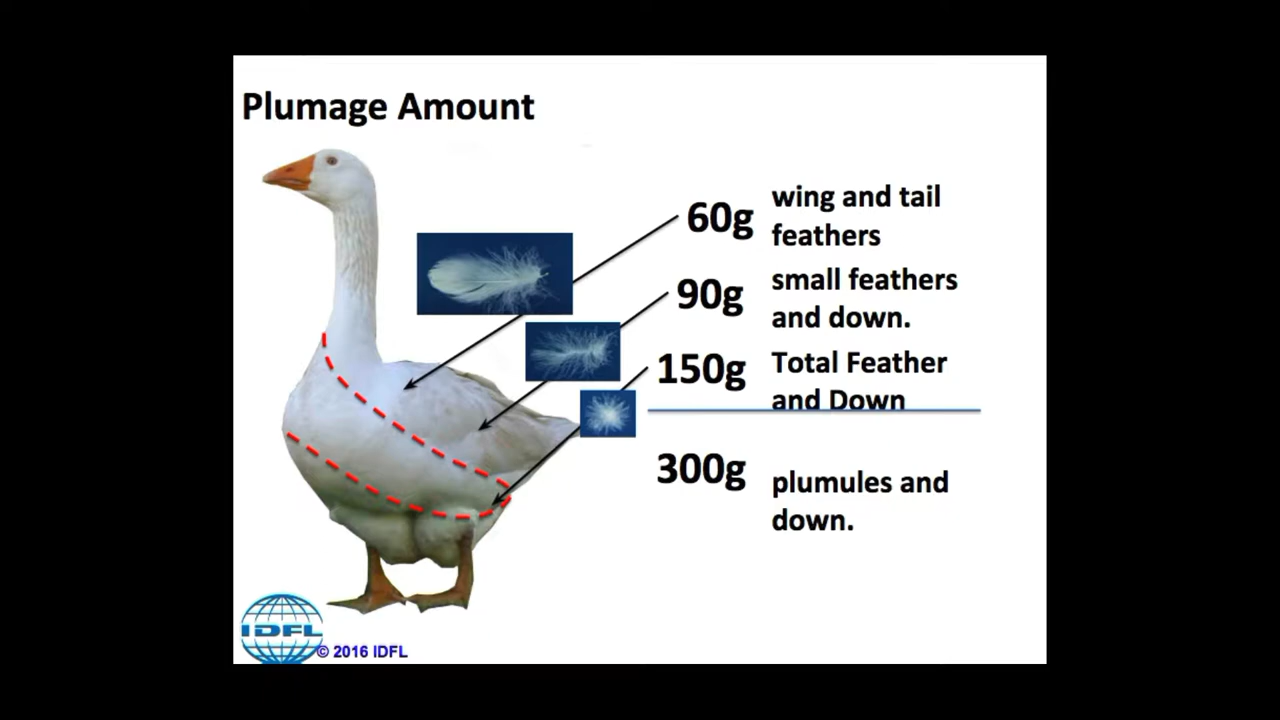 Plumage Amount
60g wing and tail
feathers
90g small feathers
and down.
150g Total Feather
and Down
300g plumules and
down.
IDFL
© 2016 IDFL